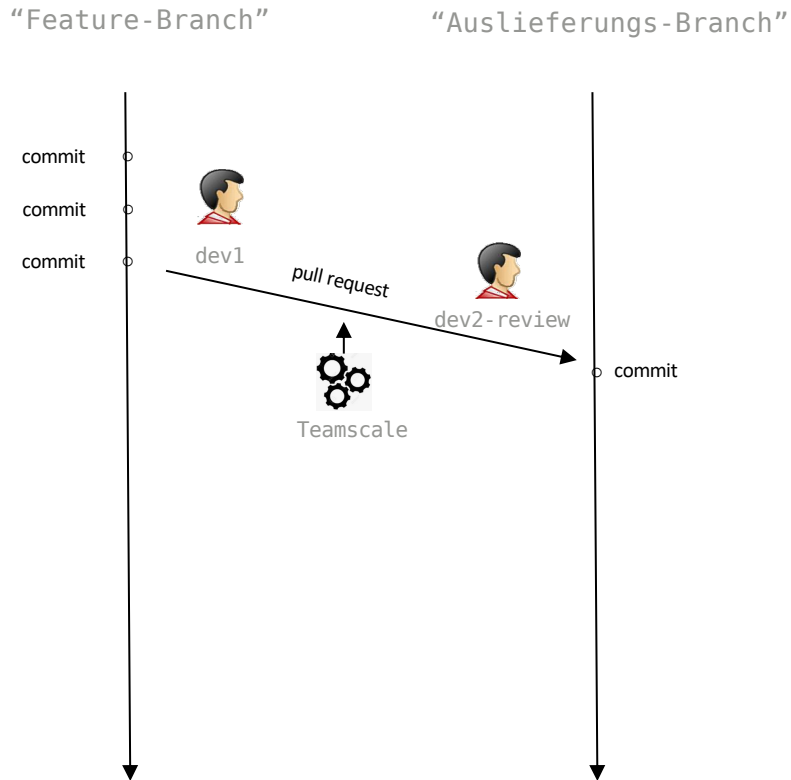 “Feature-Branch”
“Auslieferungs-Branch”
commit
commit
commit
dev1
pull request
dev2-review
commit
Teamscale